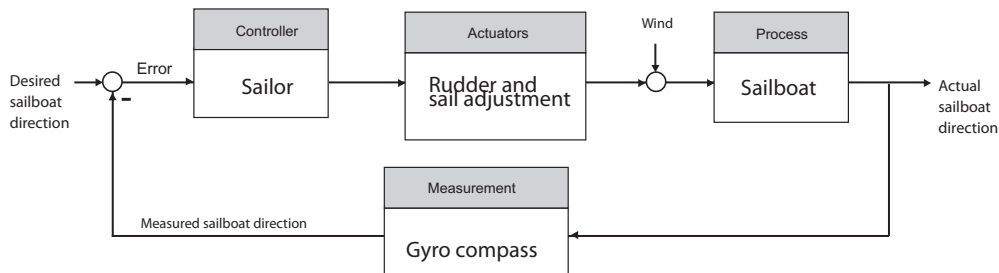 Controller
Sailor
Actuators
Rudder and
sail adjustment
Wind
Process
Sailboat
Desired
sailboat
direction
Error
-
Actual
sailboat
direction
Measurement
Gyro compass
Measured sailboat direction